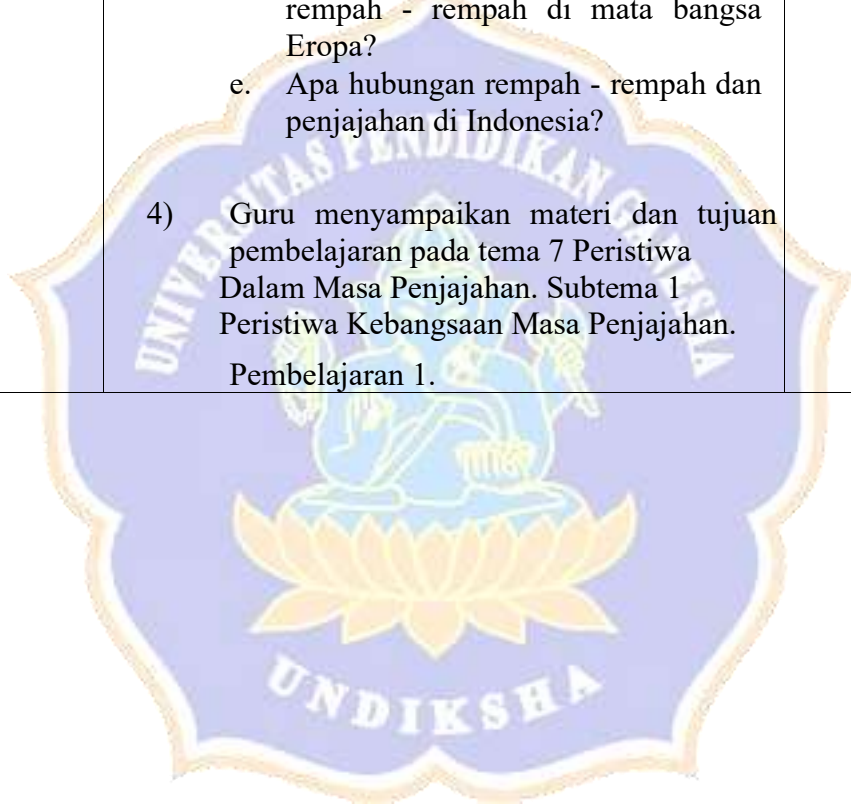 rempah - rempah di mata bangsa
Eropa?
e. Apa hubungan rempah - rempah dan
penjajahan di Indonesia?
4) Guru menyampaikan materi dan tujuan
pembelajaran pada tema 7 Peristiwa
Dalam Masa Penjajahan. Subtema 1
Peristiwa Kebangsaan Masa Penjajahan.
Pembelajaran 1.
UNIVERSITAS PENDIDIKAN GANESHA
UNDIKSHA